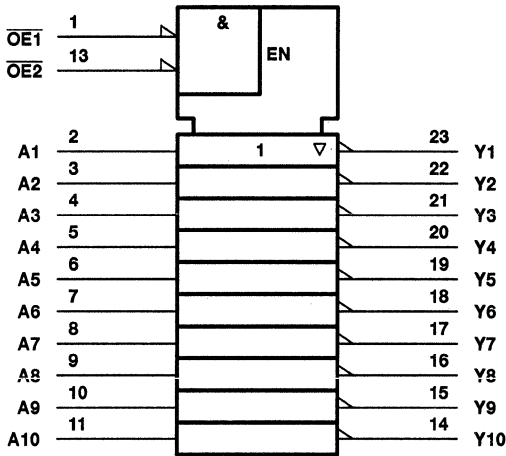 OE1 1 &
OE2 13 EN
A1 2 1 ▽ 23 Y1
A2 3 22 Y2
A3 4 21 Y3
A4 5 20 Y4
A5 6 19 Y5
A6 7 18 Y6
A7 8 17 Y7
A8 9 16 Y8
A9 10 15 Y9
A10 11 14 Y10